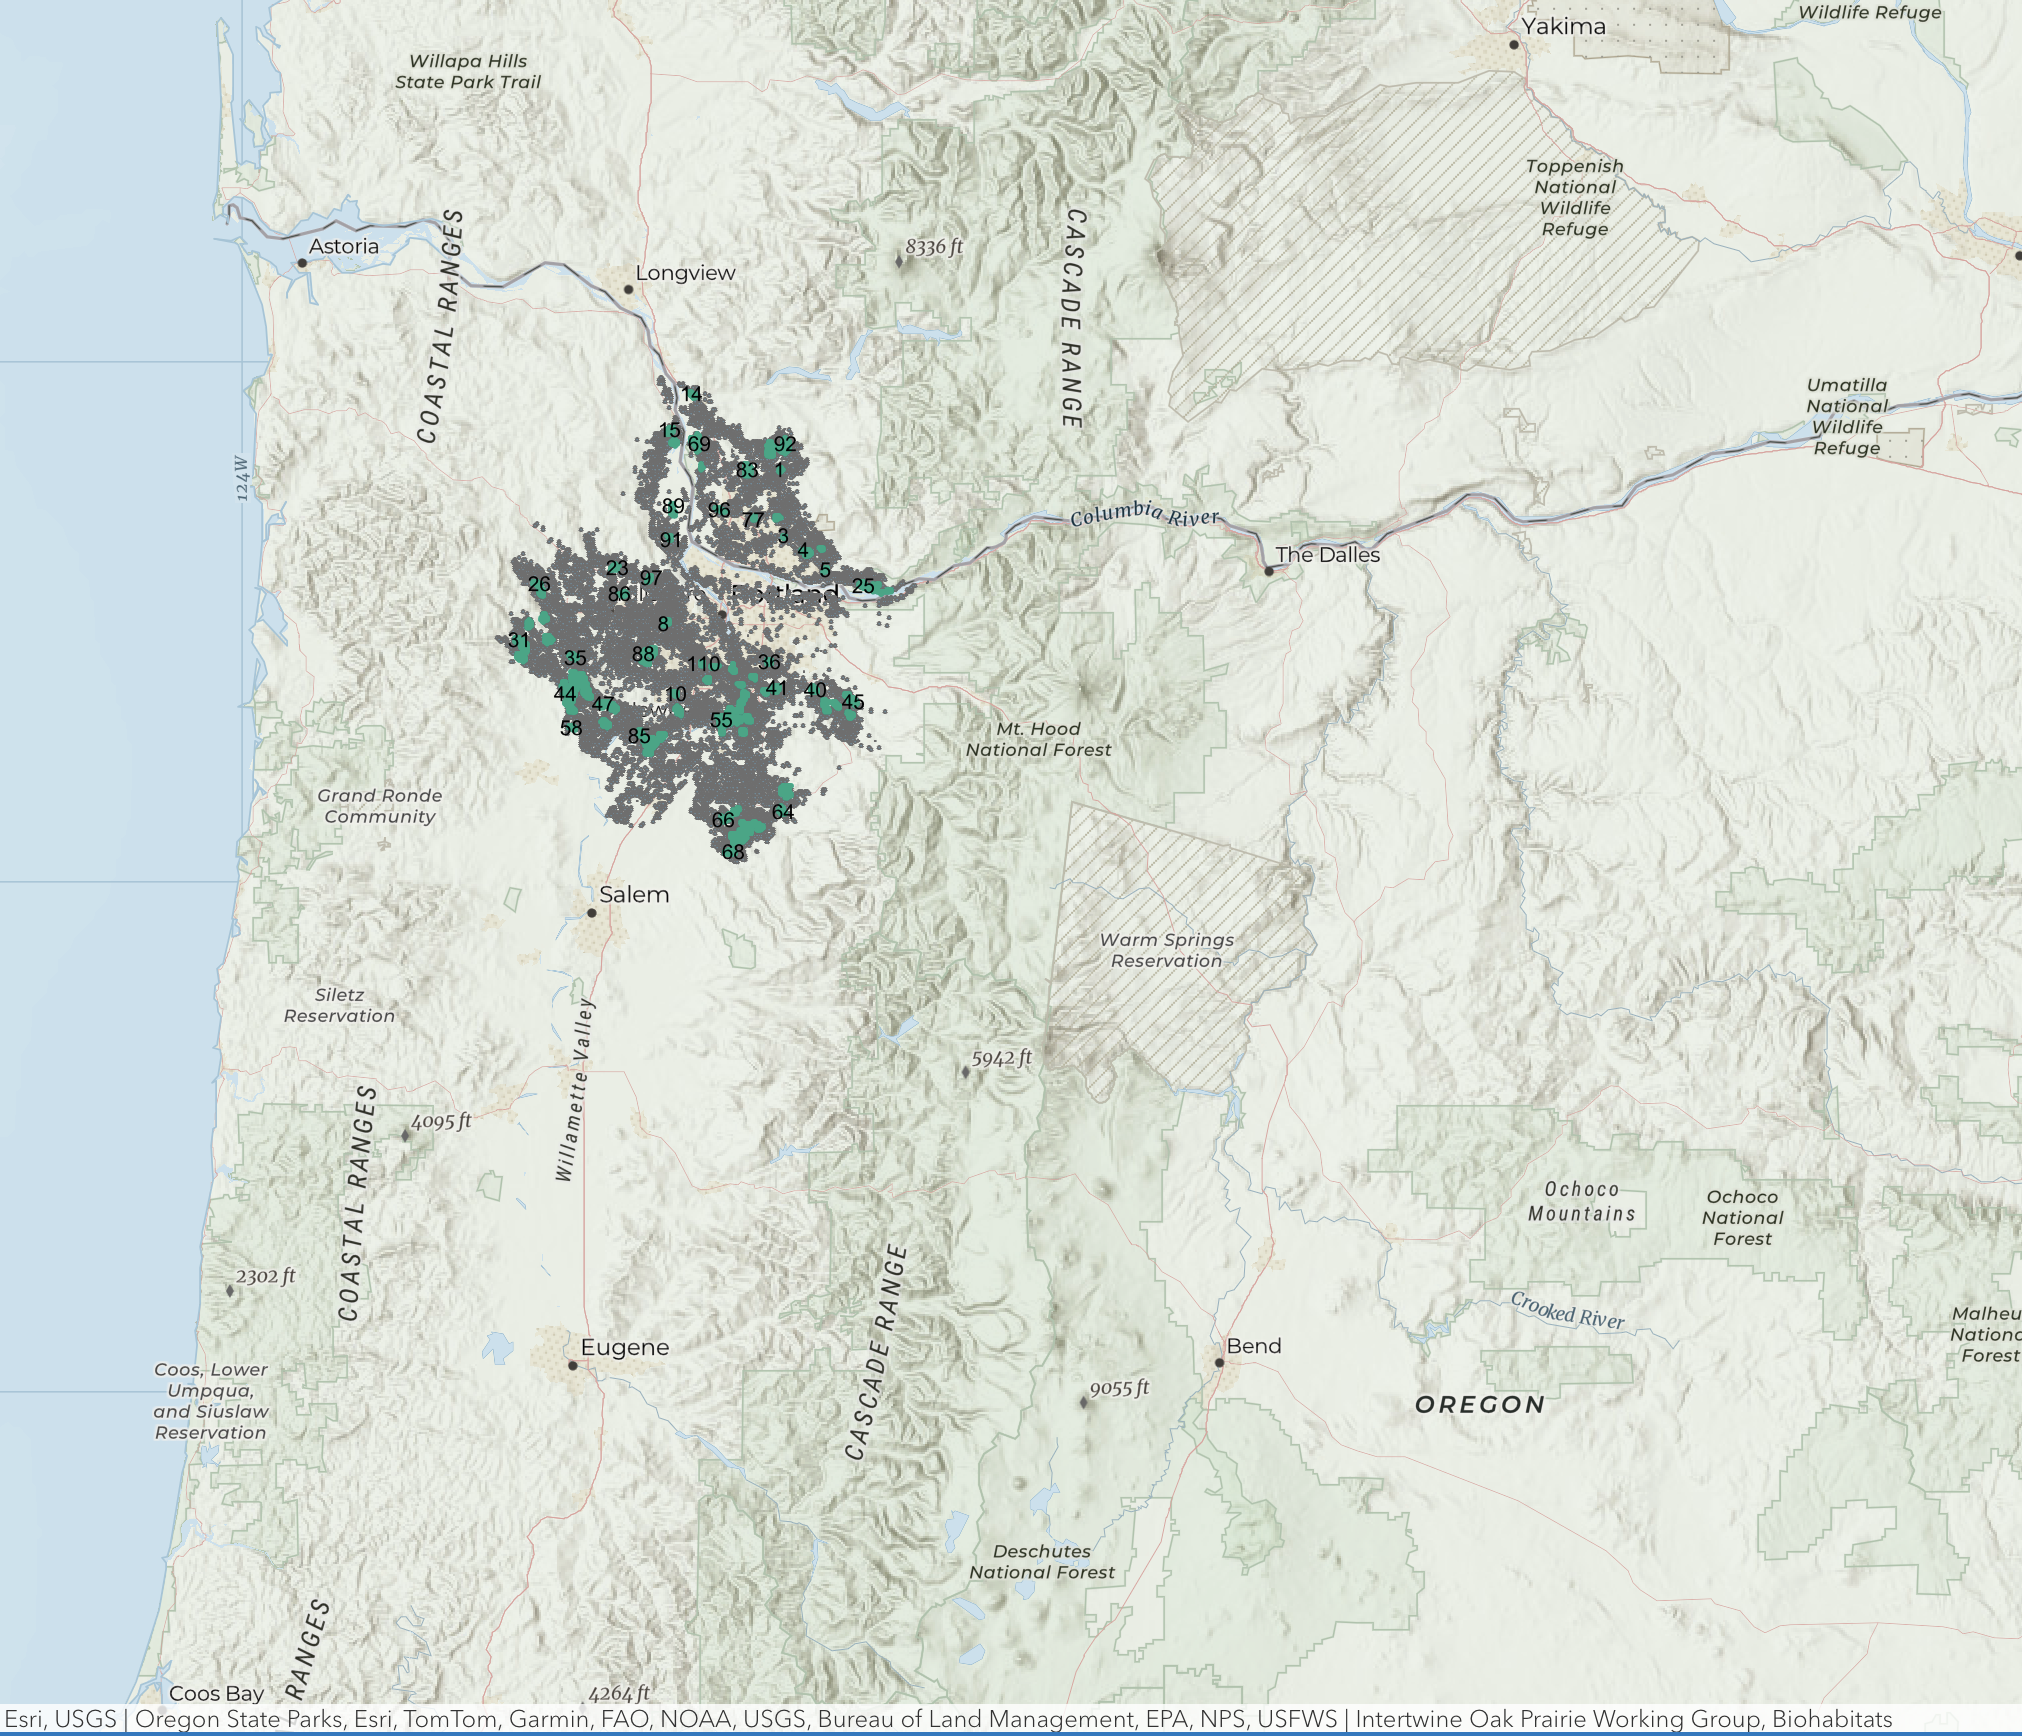 Wildlife Refuge
Yakima
Willapa Hills
State Park Trail
Toppenish
National
Wildlife
Refuge
Astoria
COASTAL RANGES
8336 ft
CASCADE RANGE
Longview
Umatilla
National
Wildlife
Refuge
14
15
69
92
83
1
124W
89
96
77
91
3
4
Columbia River
The Dalles
5
23
97
26
86
Portland
25
8
31
35
88
110
36
44
47
10
41
40
45
55
58
85
Mt. Hood
National Forest
Grand Ronde
Community
66
64
68
Salem
Warm Springs
Reservation
Siletz
Reservation
Willamette Valley
5942 ft
COASTAL RANGES
4095 ft
Ochoco
Mountains
Ochoco
National
Forest
2302 ft
CASCADE RANGE
Crooked River
Malheu
Nationa
Forest
Eugene
Bend
Coos, Lower
Umpqua,
and Siuslaw
Reservation
9055 ft
OREGON
Deschutes
National Forest
RANGES
Coos Bay
4264 ft
Esri, USGS | Oregon State Parks, Esri, TomTom, Garmin, FAO, NOAA, USGS, Bureau of Land Management, EPA, NPS, USFWS | Intertwine Oak Prairie Working Group, Biohabitats